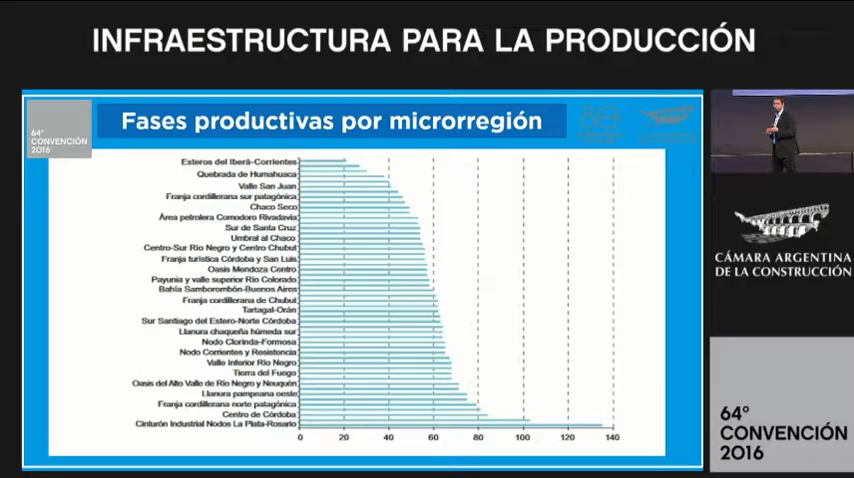 INFRAESTRUCTURA PARA LA PRODUCCIÓN
64º
CONVENCIÓN
2016
Fases productivas por microrregión
Esteros del Iberá-Corrientes
Quebrada de Humahuaca
Valle San Juan
Franja cordillerana sur patagónica
Chaco Seco
Área petrolera Comodoro Rivadavia
Sur de Santa Cruz
Umbral al Chaco
Centro-Sur Río Negro y Centro Chubut
Franja turística Córdoba y San Luis
Oasis Mendoza Centro
Payunia y valle superior Río Colorado
Bahía Samborombón-Buenos Aires
Franja cordillerana de Chubut
Tartagal-Orán
Sur Santiago del Estero-Norte Córdoba
Llanura chaqueña húmeda sur
Nodo Clorinda-Formosa
Nodo Corrientes y Resistencia
Valle Inferior Río Negro
Tierra del Fuego
Oasis del Alto Valle de Río Negro y Neuquén
Llanura pampeana oeste
Franja cordillerana norte patagónica
Centro de Córdoba
Cinturón Industrial Nodos La Plata-Rosario
0 20 40 60 80 100 120 140
CÁMARA ARGENTINA
DE LA CONSTRUCCIÓN
64º
CONVENCIÓN
2016